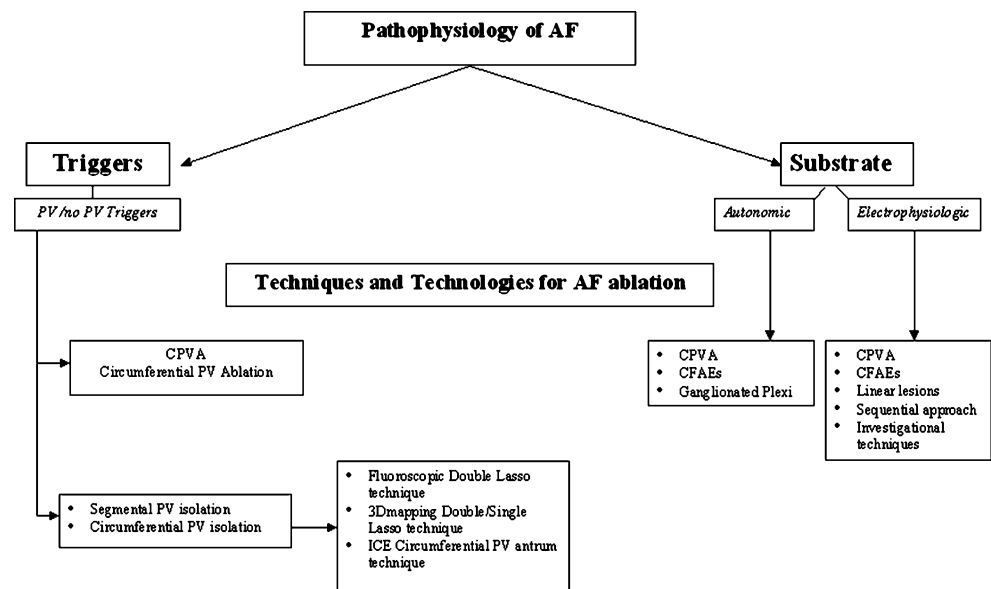 Pathophysiology of AF
Triggers
Substrate
PV/no PV Triggers
Autonomic
Electrophysiologic
Techniques and Technologies for AF ablation
CPVA
Circumferential PV Ablation
• CPVA
• CFAEs
• Ganglionated Plexi
• CPVA
• CFAEs
• Linear lesions
• Sequential approach
• Investigational
techniques
• Segmental PV isolation
• Circumferential PV isolation
• Fluoroscopic Double Lasso
technique
• 3Dmapping Double/Single
Lasso technique
• ICE Circumferential PV antrum
technique